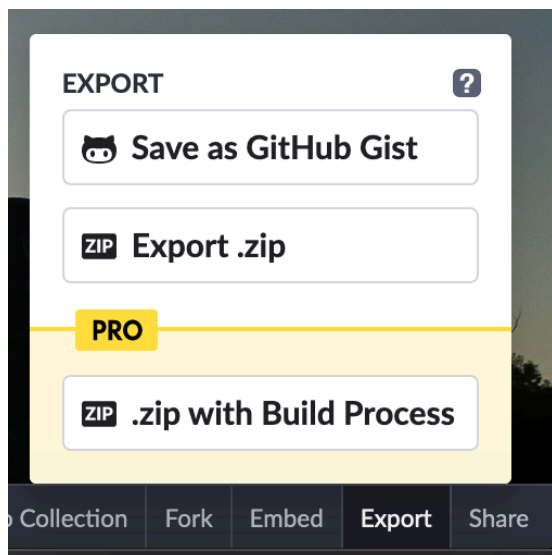 EXPORT ?
Save as GitHub Gist
ZIP Export .zip
PRO
ZIP .zip with Build Process
Collection Fork Embed Export Share